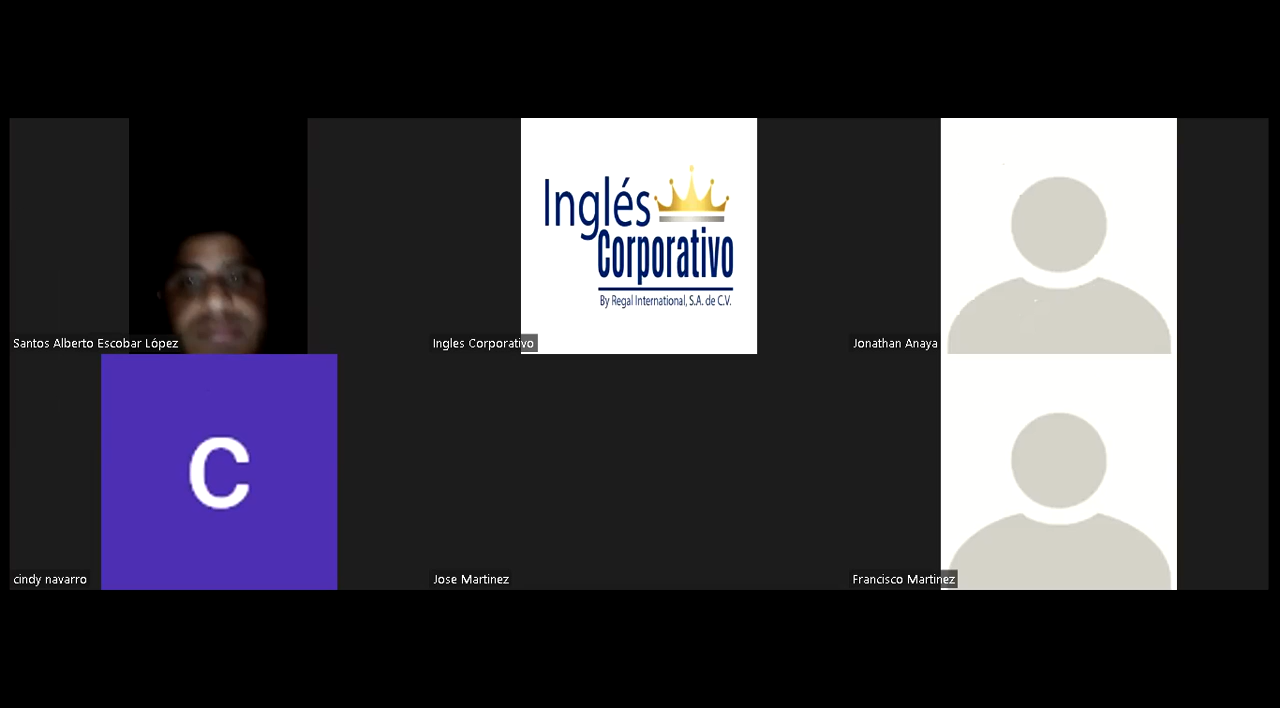 Inglés
Corporativo
By Regal International, S.A. de C.V.
Santos Alberto Escobar López
Ingles Corporativo
Jonathan Anaya
C
cindy navarro
Jose Martinez
Francisco Martinez